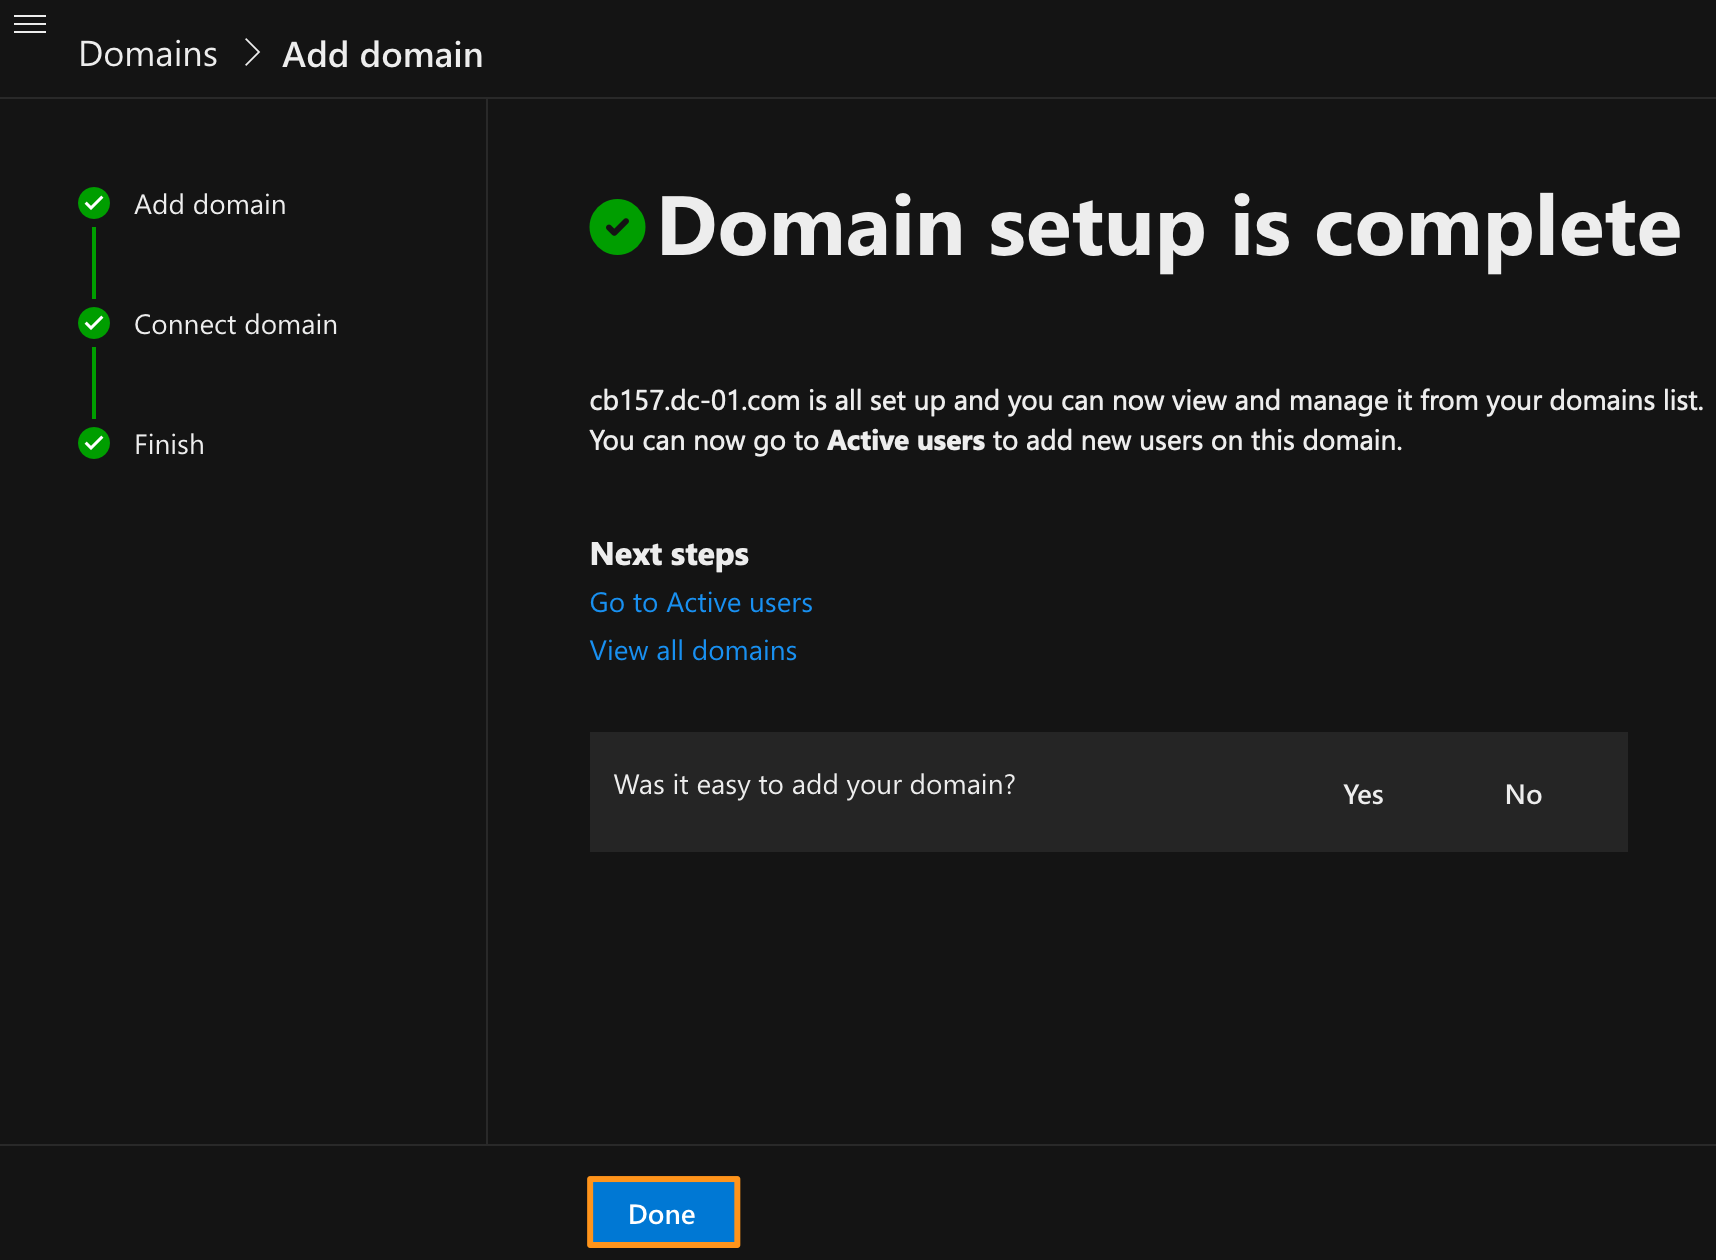 Domains > Add domain
Add domain
Connect domain
Finish
Domain setup is complete
cb157.dc-01.com is all set up and you can now view and manage it from your domains list.
You can now go to Active users to add new users on this domain.
Next steps
Go to Active users
View all domains
Was it easy to add your domain? Yes No
Done